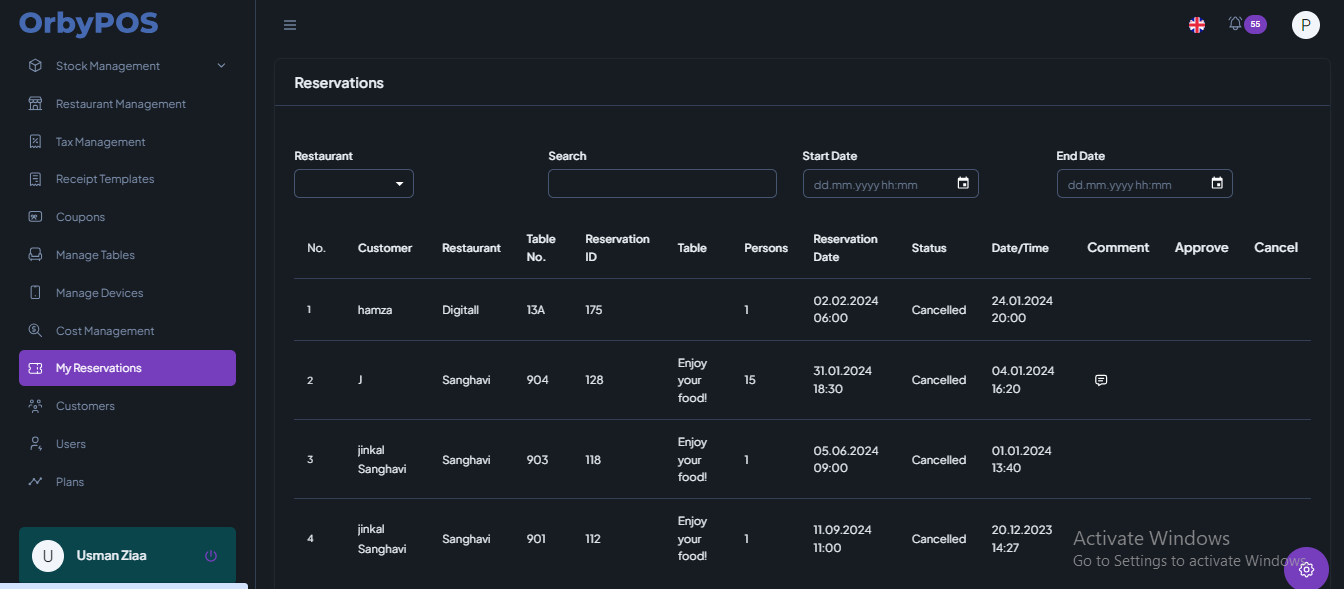 OrbyPOS
55
P
Stock Management
Restaurant Management
Tax Management
Receipt Templates
Coupons
Manage Tables
Manage Devices
Cost Management
My Reservations
Customers
Users
Plans
U Usman Ziaa
Reservations
Restaurant Search Start Date End Date
dd.mm.yyyy hh:mm dd.mm.yyyy hh:mm
No. Customer Restaurant Table No. Reservation ID Table Persons Reservation Date Status Date/Time Comment Approve Cancel
1 hamza Digitall 13A 175 1 02.02.2024 06:00 Cancelled 24.01.2024 20:00
2 J Sanghavi 904 128 Enjoy your food! 15 31.01.2024 18:30 Cancelled 04.01.2024 16:20
3 jinkal Sanghavi Sanghavi 903 118 Enjoy your food! 1 05.06.2024 09:00 Cancelled 01.01.2024 13:40
4 jinkal Sanghavi Sanghavi 901 112 Enjoy your food! 1 11.09.2024 11:00 Cancelled 20.12.2023 14:27
Activate Windows
Go to Settings to activate Windows.